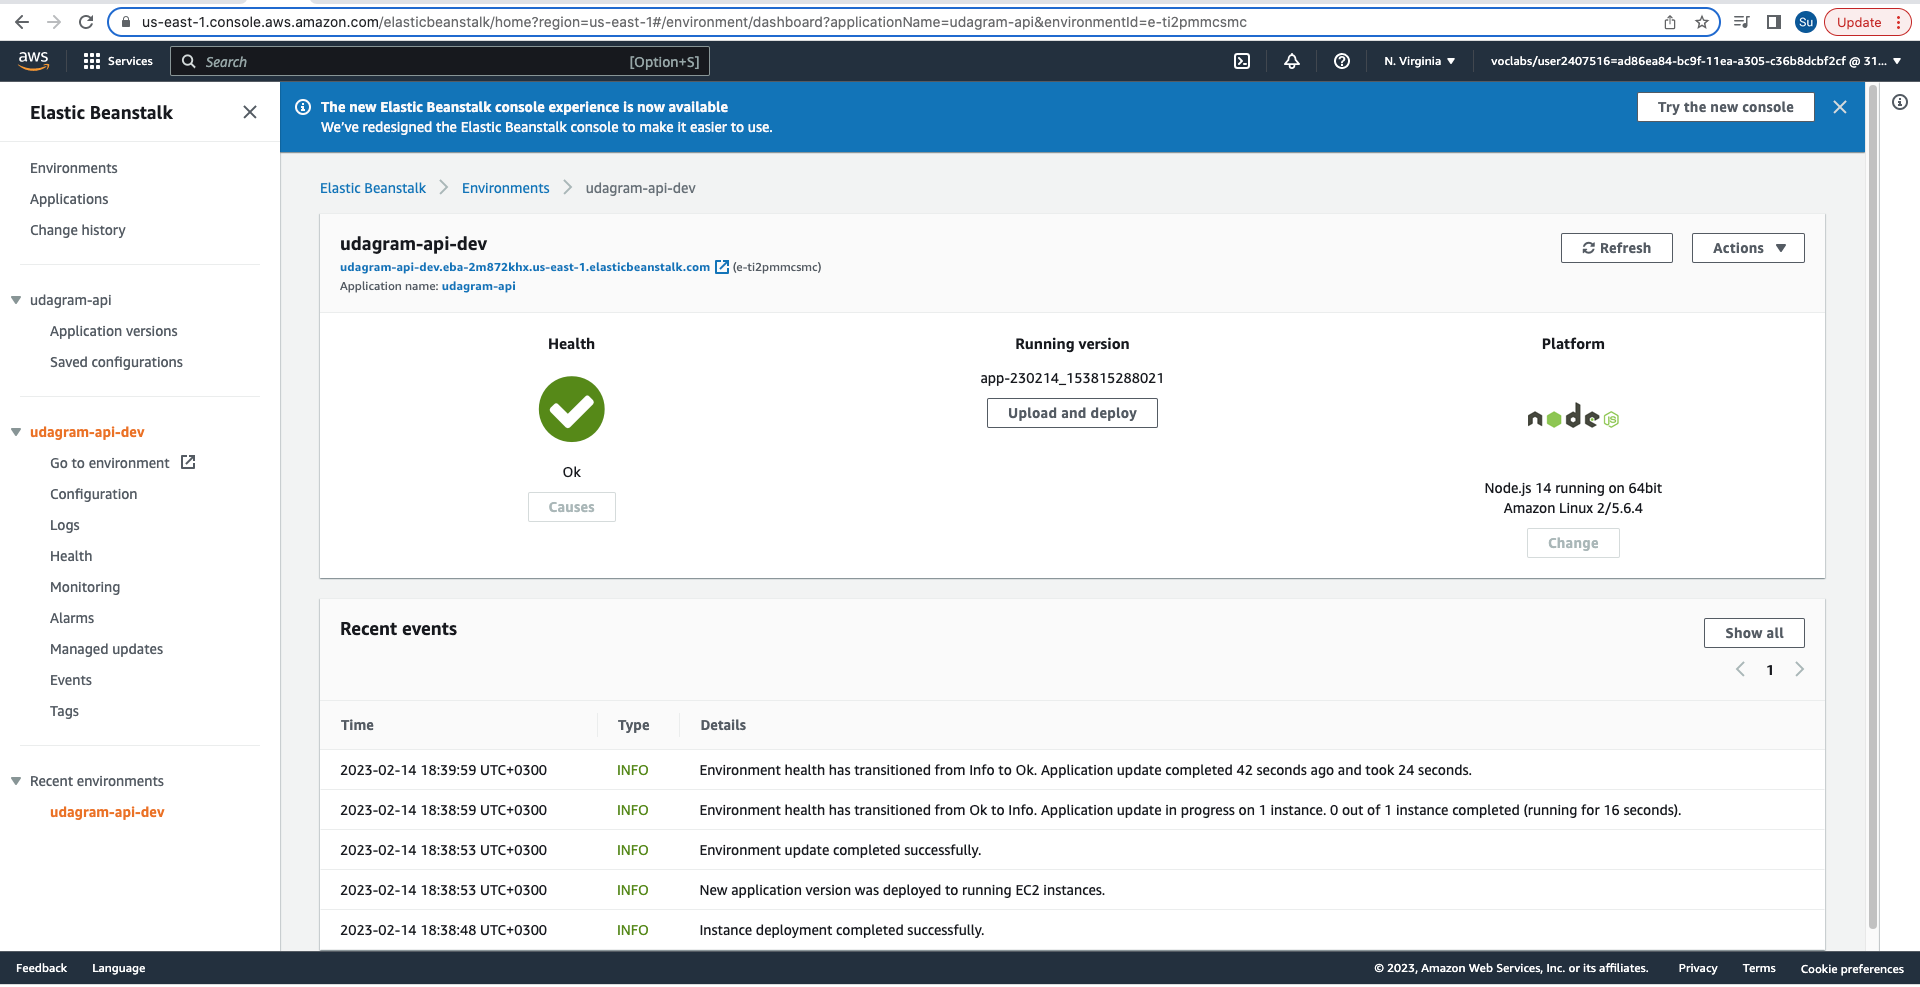 us-east-1.console.aws.amazon.com/elasticbeanstalk/home?region=us-east-1#/environment/dashboard?applicationName=udagram-api&environmentId=e-ti2pmmcsmc
Su
Update
aws
Services
Search
[Option+S]
N. Virginia
voclabs/user2407516=ad86ea84-bc9f-11ea-a305-c36b8dcbf2cf @ 31...
Elastic Beanstalk
Environments
Applications
Change history
udagram-api
Application versions
Saved configurations
udagram-api-dev
Go to environment
Configuration
Logs
Health
Monitoring
Alarms
Managed updates
Events
Tags
Recent environments
udagram-api-dev
The new Elastic Beanstalk console experience is now available
We've redesigned the Elastic Beanstalk console to make it easier to use.
Try the new console
Elastic Beanstalk
Environments
udagram-api-dev
udagram-api-dev
udagram-api-dev.eba-2m872khx.us-east-1.elasticbeanstalk.com (e-ti2pmmcsmc)
Application name: udagram-api
Refresh
Actions
Health
Ok
Causes
Running version
app-230214_153815288021
Upload and deploy
Platform
node
JS
Node.js 14 running on 64bit
Amazon Linux 2/5.6.4
Change
Recent events
Show all
1
Time Type Details
2023-02-14 18:39:59 UTC+0300 INFO Environment health has transitioned from Info to Ok. Application update completed 42 seconds ago and took 24 seconds.
2023-02-14 18:38:59 UTC+0300 INFO Environment health has transitioned from Ok to Info. Application update in progress on 1 instance. 0 out of 1 instance completed (running for 16 seconds).
2023-02-14 18:38:53 UTC+0300 INFO Environment update completed successfully.
2023-02-14 18:38:53 UTC+0300 INFO New application version was deployed to running EC2 instances.
2023-02-14 18:38:48 UTC+0300 INFO Instance deployment completed successfully.
Feedback
Language
© 2023, Amazon Web Services, Inc. or its affiliates.
Privacy
Terms
Cookie preferences